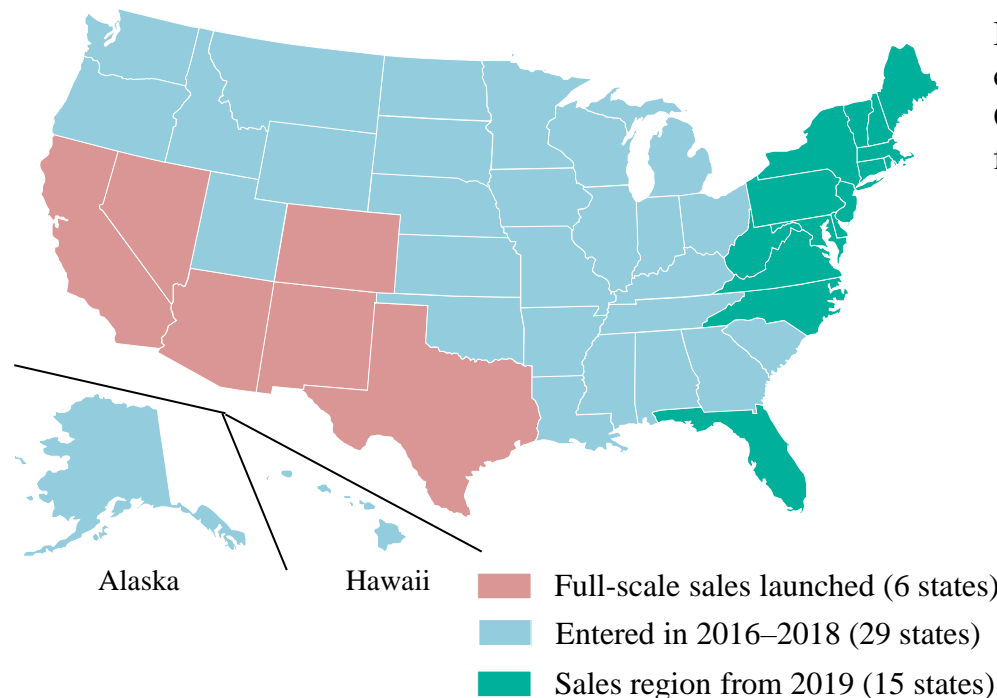 Alaska
Hawaii
Full-scale sales launched (6 states)
Entered in 2016–2018 (29 states)
Sales region from 2019 (15 states)